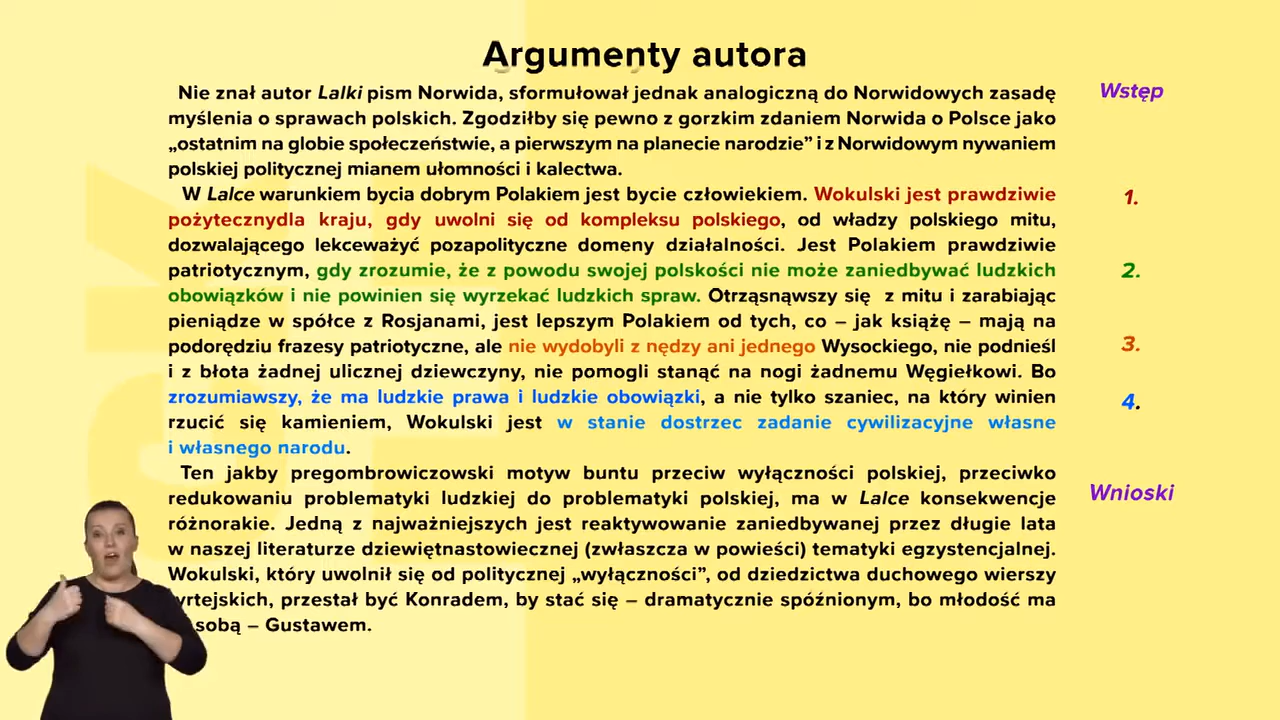 Argumenty autora
Nie znał autor Lalki pism Norwida, sformułował jednak analogiczną do Norwidowych zasadę
myślenia o sprawach polskich. Zgodziłby się pewno z gorzkim zdaniem Norwida o Polsce jako
„ostatnim na globie społeczeństwie, a pierwszym na planecie narodzie” i z Norwidowym nywaniem
polskiej politycznej mianem ułomności i kalectwa.
Wstęp
W Lalce warunkiem bycia dobrym Polakiem jest bycie człowiekiem. Wokulski jest prawdziwie
pożytecznydla kraju, gdy uwolni się od kompleksu polskiego, od władzy polskiego mitu,
dozwalającego lekceważyć pozapolityczne domeny działalności. Jest Polakiem prawdziwie
patriotycznym, gdy zrozumie, że z powodu swojej polskości nie może zaniedbywać ludzkich
obowiązków i nie powinien się wyrzekać ludzkich spraw. Otrząsnąwszy się z mitu i zarabiając
pieniądze w spółce z Rosjanami, jest lepszym Polakiem od tych, co – jak książę – mają na
podorędziu frazesy patriotyczne, ale nie wydobyli z nędzy ani jednego Wysockiego, nie podnieśl
i z błota żadnej ulicznej dziewczyny, nie pomogli stanąć na nogi żadnemu Węgiełkowi. Bo
zrozumiawszy, że ma ludzkie prawa i ludzkie obowiązki, a nie tylko szaniec, na który winien
rzucić się kamieniem, Wokulski jest w stanie dostrzec zadanie cywilizacyjne własne
i własnego narodu.
1.
2.
3.
4.
Ten jakby pregombrowiczowski motyw buntu przeciw wyłączności polskiej, przeciwko
redukowaniu problematyki ludzkiej do problematyki polskiej, ma w Lalce konsekwencje
różnorakie. Jedną z najważniejszych jest reaktywowanie zaniedbywanej przez długie lata
w naszej literaturze dziewiętnastowiecznej (zwłaszcza w powieści) tematyki egzystencjalnej.
Wokulski, który uwolnił się od politycznej „wyłączności”, od dziedzictwa duchowego wierszy
yrtejskich, przestał być Konradem, by stać się – dramatycznie spóźnionym, bo młodość ma
sobą – Gustawem.
Wnioski